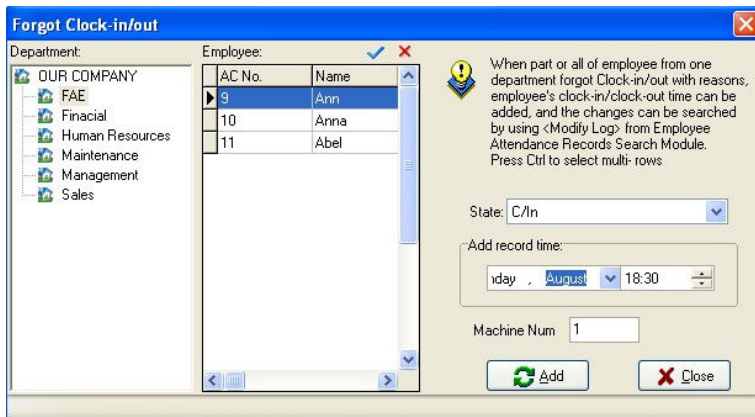 Forgot Clock-in/out
Department:
OUR COMPANY
FAE
Finacial
Human Resources
Maintenance
Management
Sales
Employee:
AC No. Name
9 Ann
10 Anna
11 Abel
When part or all of employee from one
department forgot Clock-in/out with reasons,
employee's clock-in/clock-out time can be
added, and the changes can be searched
by using <Modify Log> from Employee
Attendance Records Search Module.
Press Ctrl to select multi- rows
State: C/In
Add record time:
, August 18:30
Machine Num 1
Add Close